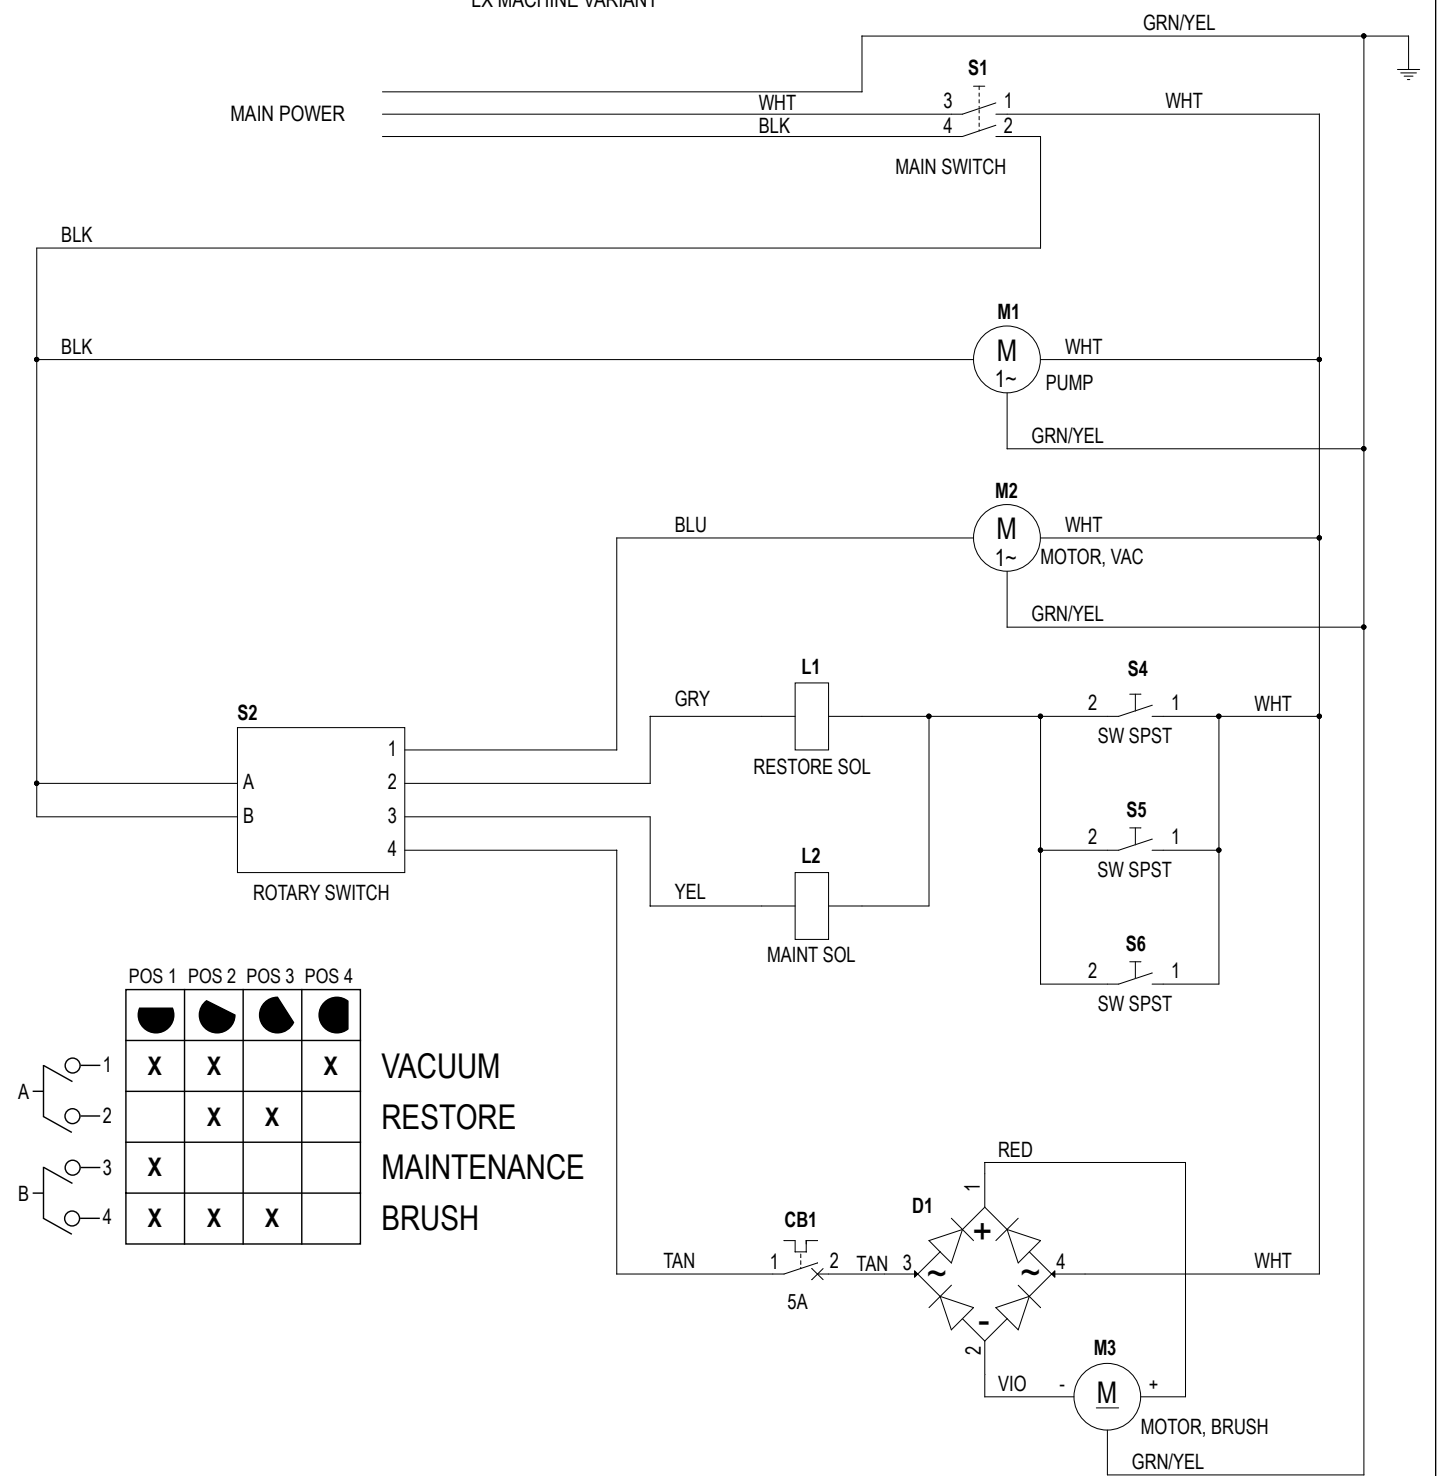 LX MACHINE VARIANT
GRN/YEL
S1
MAIN POWER
WHT 3 1 WHT
BLK 4 2
MAIN SWITCH
BLK
M1
BLK
M
1~
WHT
PUMP
GRN/YEL
M2
BLU
M
1~
WHT
MOTOR, VAC
GRN/YEL
L1
S4
GRY
2 1 WHT
SW SPST
RESTORE SOL
S2
1
A 2
B 3
4
ROTARY SWITCH
S5
2 1
SW SPST
L2
YEL
MAINT SOL
S6
2 1
SW SPST
POS 1 POS 2 POS 3 POS 4
A
1 X X X VACUUM
2 X X RESTORE
B
3 X MAINTENANCE
4 X X X BRUSH
RED
1
D1
+
CB1
TAN 1 2 TAN 3 ~ ~ 4 WHT
5A
-
2
M3
VIO - M +
MOTOR, BRUSH
GRN/YEL